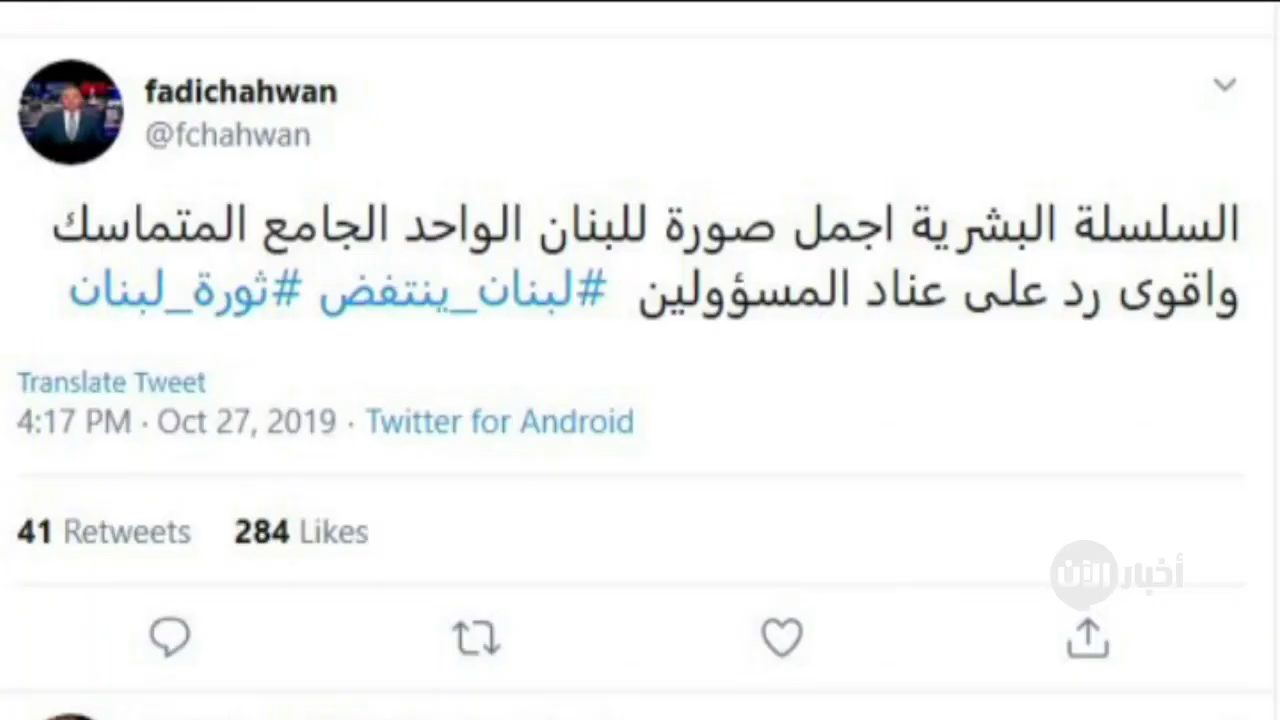 fadichahwan
@fchahwan
السلسلة البشرية اجمل صورة للبنان الواحد الجامع المتماسك
واقوى رد على عناد المسؤولين #لبنان_ينتفض #ثورة_لبنان
Translate Tweet
4:17 PM · Oct 27, 2019 · Twitter for Android
41 Retweets 284 Likes
أخبار الآن